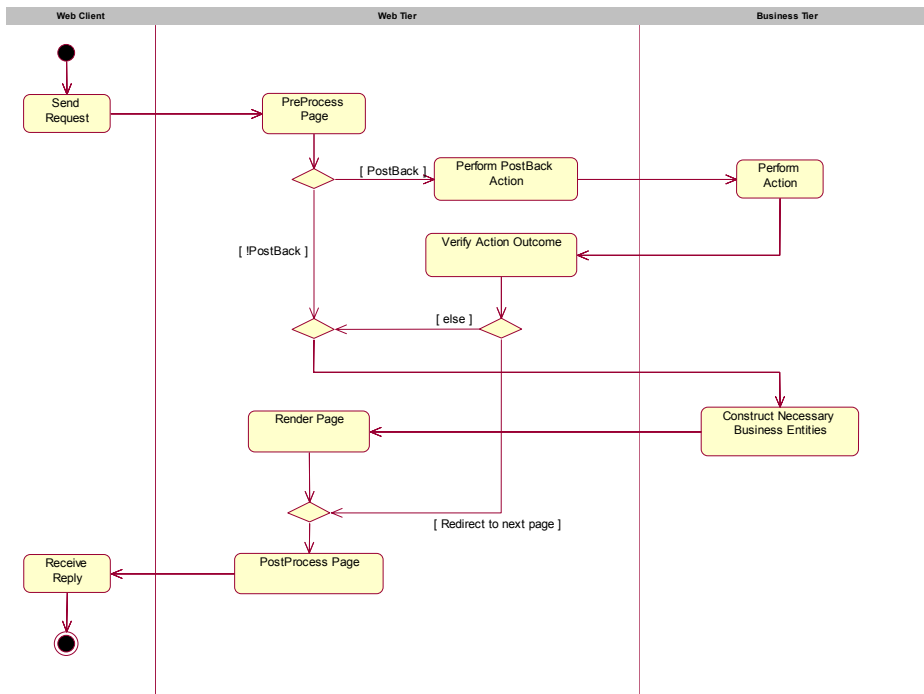 Web Client
Web Tier
Business Tier
Send
Request
PreProcess
Page
[ PostBack ]
Perform PostBack
Action
Perform
Action
[ !PostBack ]
Verify Action Outcome
[ else ]
Render Page
Construct Necessary
Business Entities
[ Redirect to next page ]
Receive
Reply
PostProcess Page